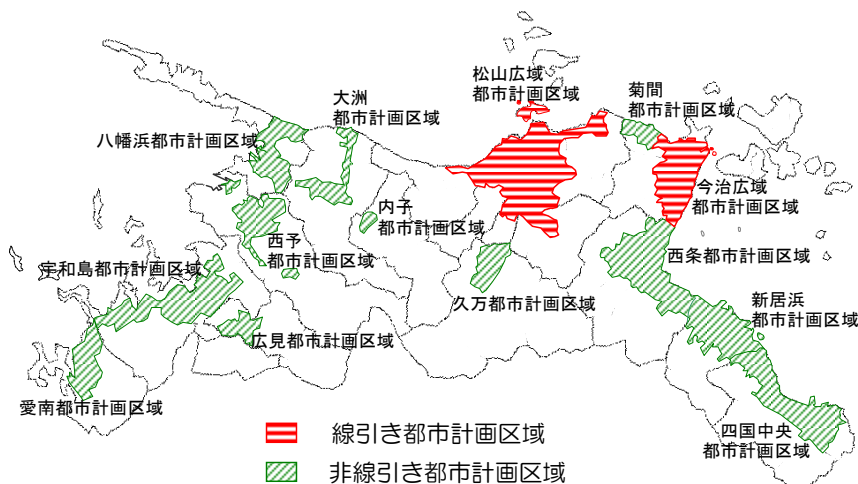 松山広域
都市計画区域
菊間
都市計画区域
大洲
都市計画区域
八幡浜都市計画区域
今治広域
都市計画区域
内子
都市計画区域
西予
都市計画区域
西条都市計画区域
宇和島都市計画区域
久万都市計画区域
新居浜
都市計画区域
広見都市計画区域
愛南都市計画区域
四国中央
都市計画区域
線引き都市計画区域
非線引き都市計画区域